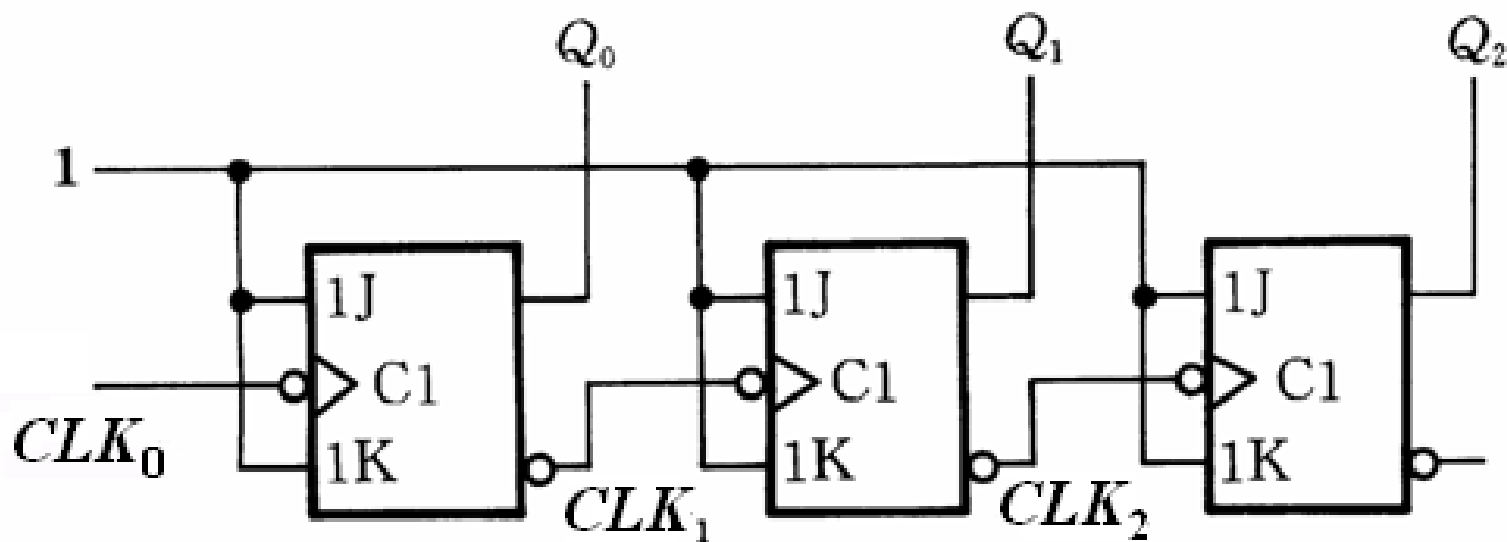 Q₀ Q₁ Q₂
1
1J 1J 1J
C1 C1 C1
CLK₀
1K 1K 1K
CLK₁ CLK₂